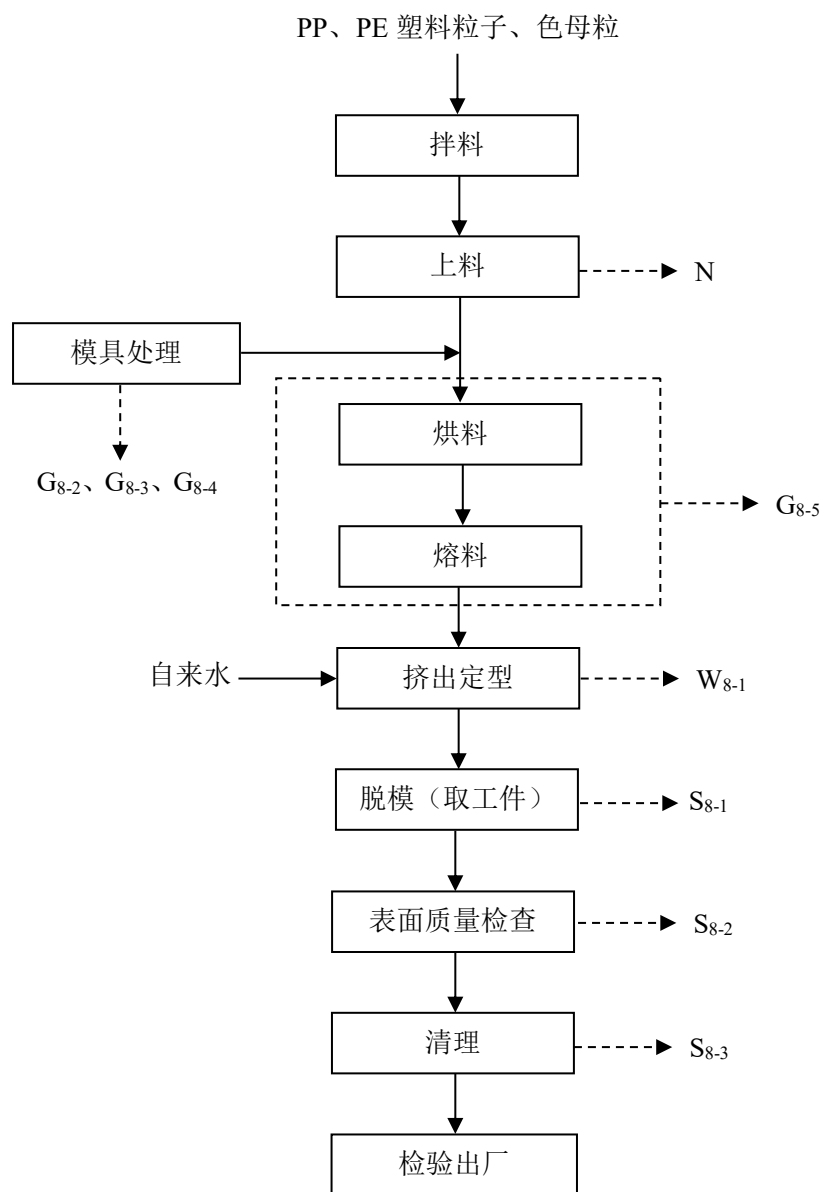 PP、PE 塑料粒子、色母粒
拌料
上料
N
模具处理
烘料
G8-2、G8-3、G8-4
G8-5
熔料
自来水
挤出定型
W8-1
脱模（取工件）
S8-1
表面质量检查
S8-2
清理
S8-3
检验出厂